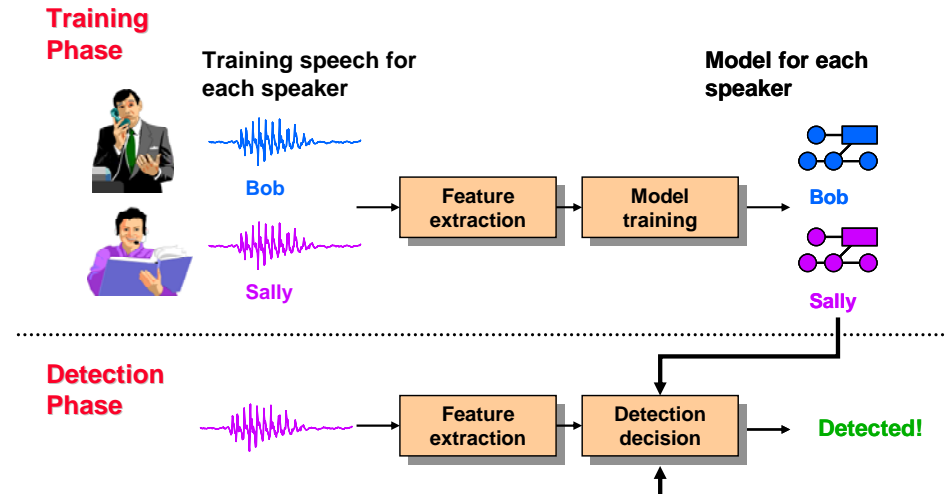 Training
Phase
Training speech for
each speaker
Model for each
speaker
Bob
Feature
extraction
Model
training
Bob
Sally
Sally
Detection
Phase
Feature
extraction
Detection
decision
Detected!